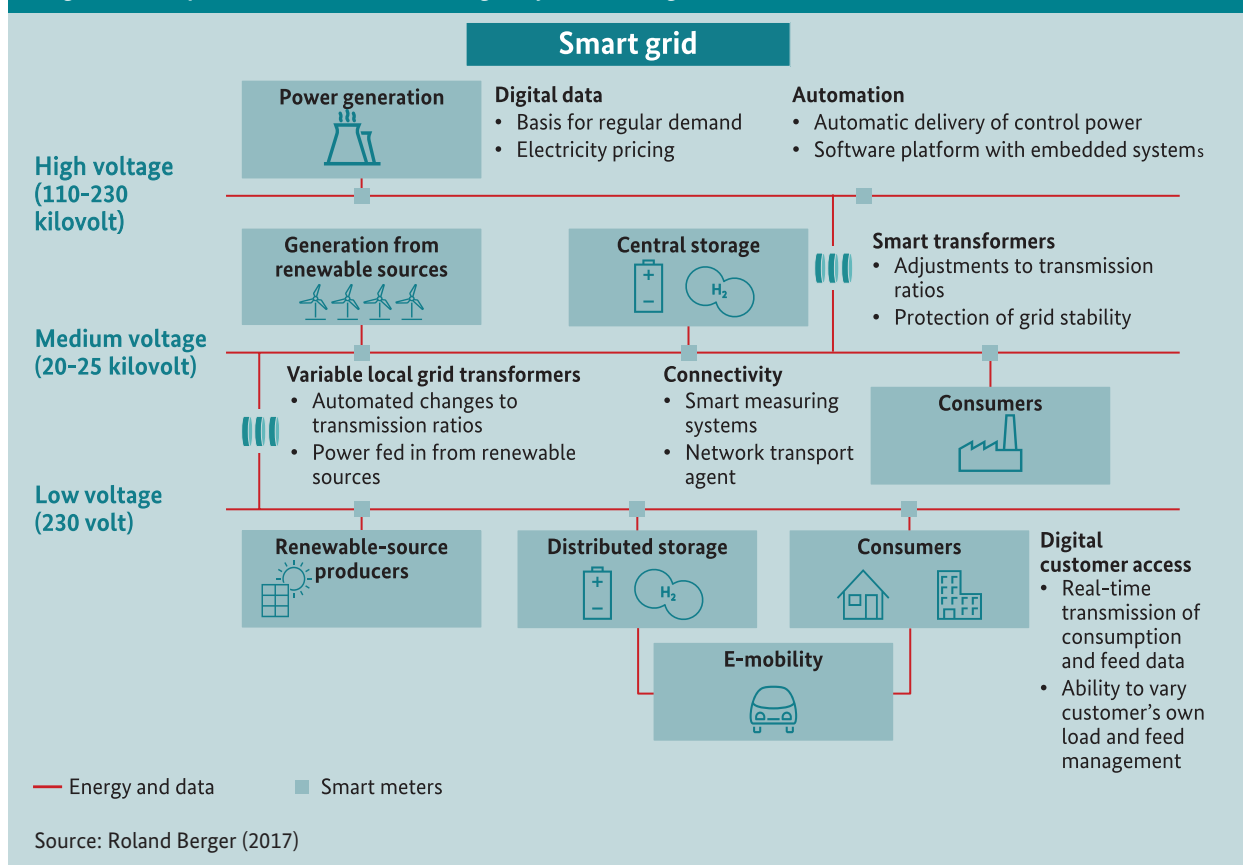 Smart grid
Power generation
Digital data
• Basis for regular demand
• Electricity pricing
Automation
• Automatic delivery of control power
• Software platform with embedded systems
High voltage
(110–230
kilovolt)
Generation from
renewable sources
Central storage
+
−
H₂
Smart transformers
• Adjustments to transmission
ratios
• Protection of grid stability
Medium voltage
(20–25 kilovolt)
Variable local grid transformers
• Automated changes to
transmission ratios
• Power fed in from renewable
sources
Connectivity
• Smart measuring
systems
• Network transport
agent
Consumers
Low voltage
(230 volt)
Renewable-source
producers
Distributed storage
+
−
H₂
Consumers
Digital
customer access
• Real-time
transmission of
consumption
and feed data
• Ability to vary
customer’s own
load and feed
management
E-mobility
Energy and data
Smart meters
Source: Roland Berger (2017)